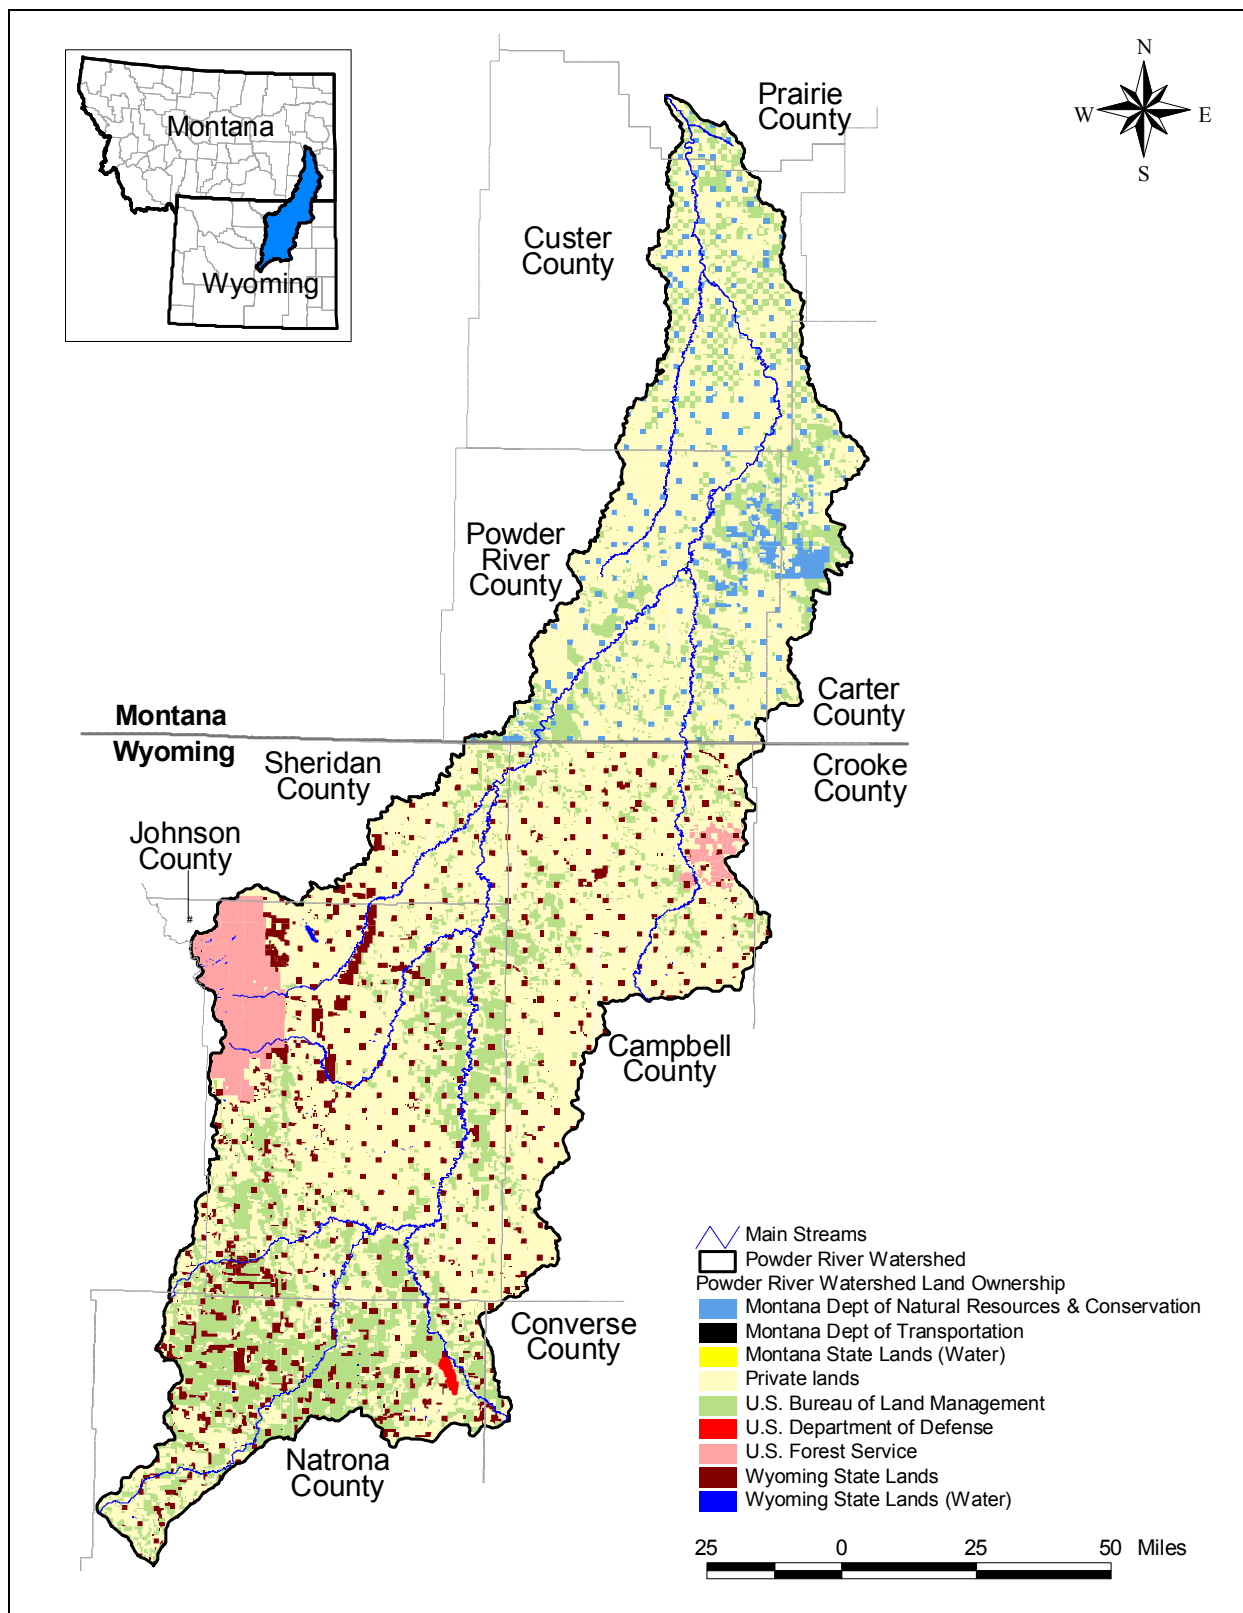 Montana
Wyoming
N
W
E
S
Prairie
County
Custer
County
Powder
River
County
Carter
County
Montana
Wyoming
Sheridan
County
Crooke
County
Johnson
County
#
Campbell
County
Converse
County
Natrona
County
Main Streams
Powder River Watershed
Powder River Watershed Land Ownership
Montana Dept of Natural Resources & Conservation
Montana Dept of Transportation
Montana State Lands (Water)
Private lands
U.S. Bureau of Land Management
U.S. Department of Defense
U.S. Forest Service
Wyoming State Lands
Wyoming State Lands (Water)
25 0 25 50 Miles